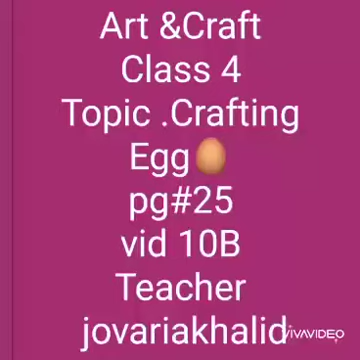 Art &Craft
Class 4
Topic .Crafting
Egg🥚
pg#25
vid 10B
Teacher
jovariakhalid
VIVAVIDEO